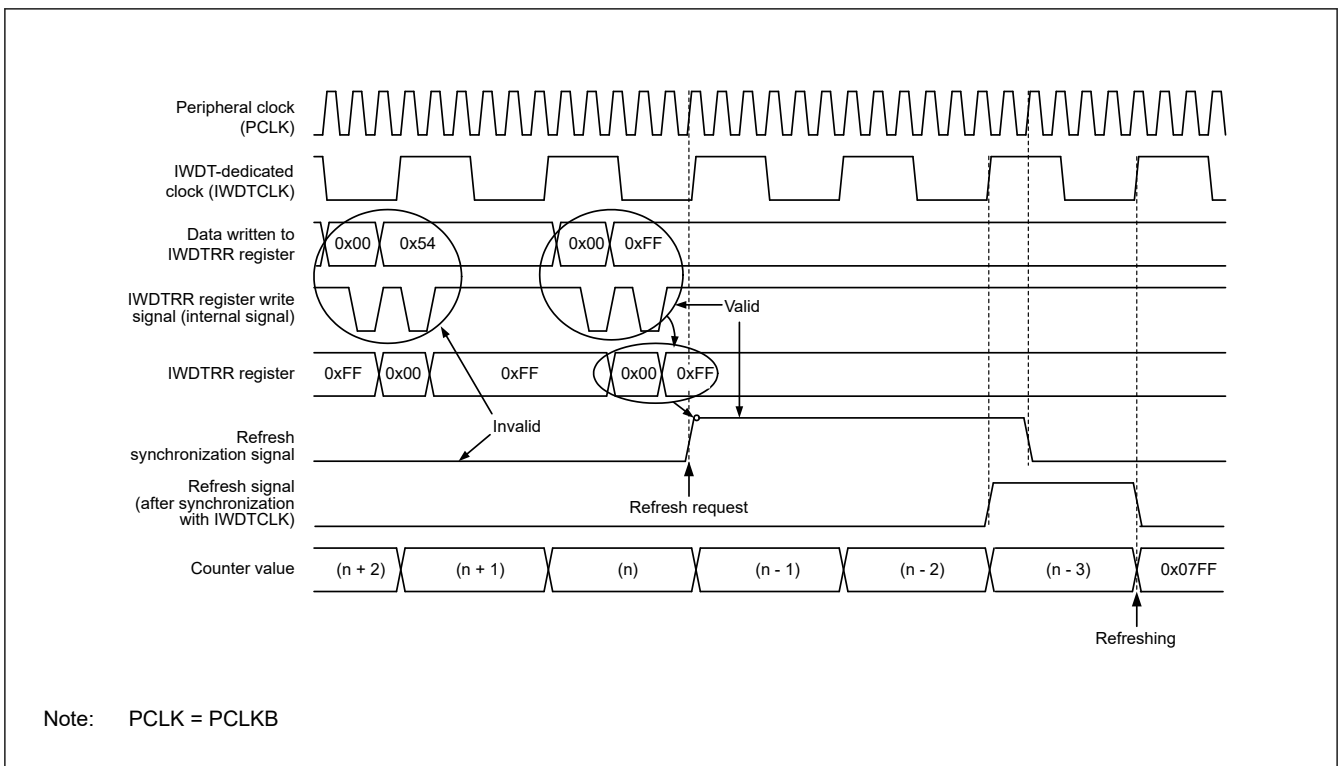 Peripheral clock
(PCLK)
IWDT-dedicated
clock (IWDTCLK)
Data written to
IWDTRR register
0x00
0x54
0x00
0xFF
IWDTRR register write
signal (internal signal)
Valid
IWDTRR register
0xFF
0x00
0xFF
0x00
0xFF
Invalid
Refresh
synchronization signal
Refresh signal
(after synchronization
with IWDTCLK)
Refresh request
Counter value
(n + 2)
(n + 1)
(n)
(n - 1)
(n - 2)
(n - 3)
0x07FF
Refreshing
Note: PCLK = PCLKB